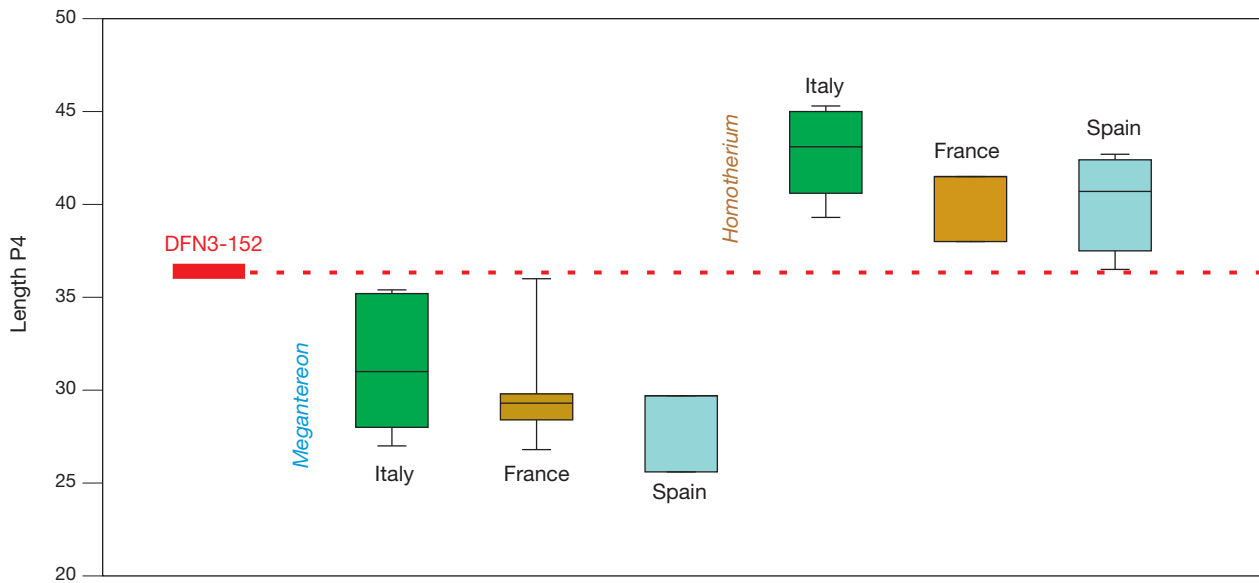 50
45
40
35
30
25
20
Length P4
DFN3-152
Megantereon
Italy
France
Spain
Homotherium
Italy
France
Spain